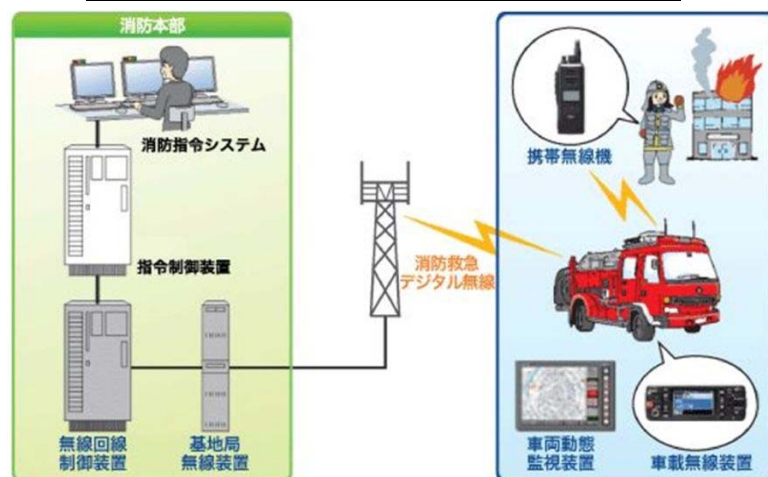 消防本部
消防指令システム
指令制御装置
無線回線
制御装置
基地局
無線装置
消防救急
デジタル無線
携帯無線機
車両動態
監視装置
車載無線装置